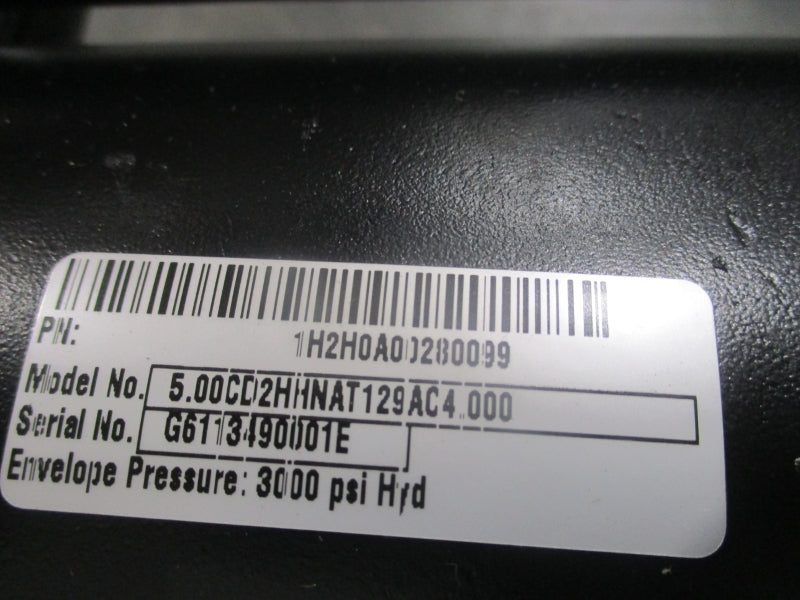 PN: 1H2H0A00280099
Model No. 5.00CD2HHNAT129AC4.000
Serial No. G6113490001E
Envelope Pressure: 3000 psi Hyd